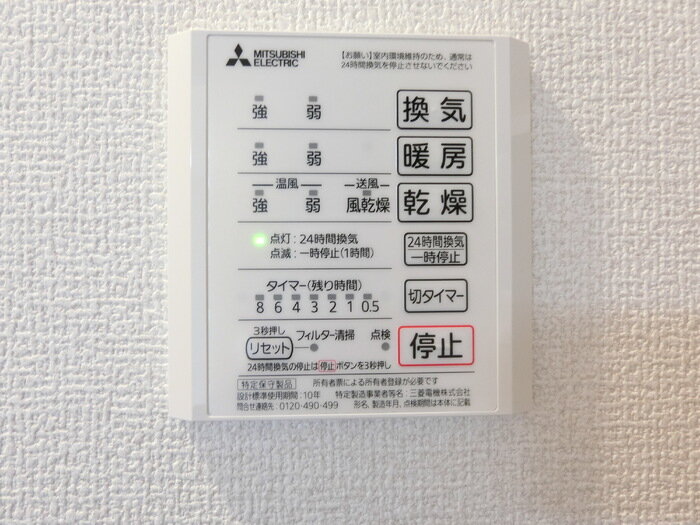 MITSUBISHI
ELECTRIC
【お願い】室内環境維持のため、通常は
24時間換気を停止させないでください
強 弱 換気
強 弱 暖房
温風 送風
強 弱 風乾燥 乾燥
点灯：24時間換気
点滅：一時停止(1時間)
24時間換気
一時停止
タイマー(残り時間)
8 6 4 3 2 1 0.5
切タイマー
3秒押し
リセット フィルター清掃 点検
停止
24時間換気の停止は停止ボタンを3秒押し
特定保守製品 所有者票による所有者登録が必要です
設計標準使用期間：10年 特定製造事業者等名：三菱電機株式会社
問合せ連絡先：0120-490-499 形名、製造年月、点検期間は本体に記載